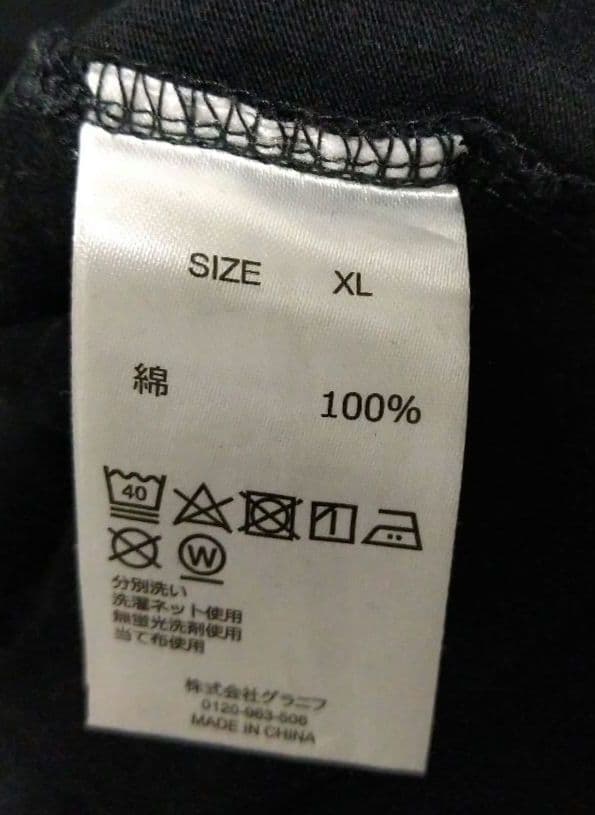 SIZE XL
綿 100%
40
W
分別洗い
洗濯ネット使用
無蛍光洗剤使用
当て布使用
株式会社グラニフ
0120-963-506
MADE IN CHINA